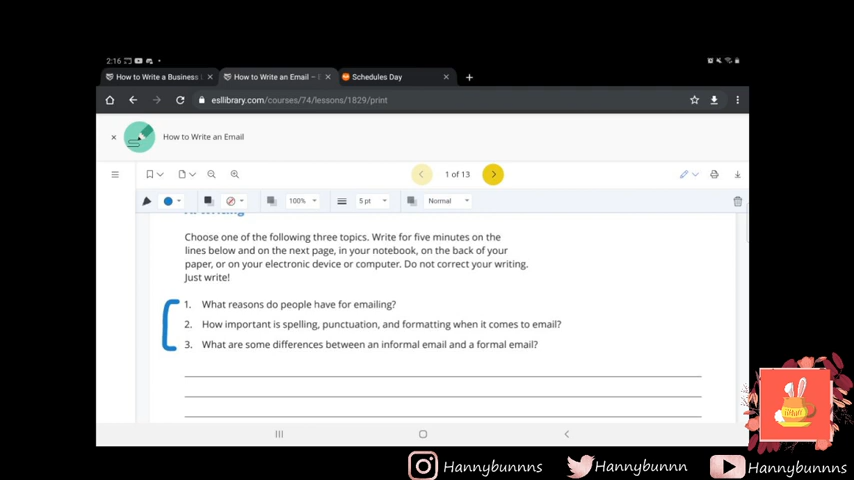 2:16
How to Write a Business
How to Write an Email –
Schedules Day
esllibrary.com/courses/74/lessons/1829/print
How to Write an Email
1 of 13
100%
5 pt
Normal
Choose one of the following three topics. Write for five minutes on the
lines below and on the next page, in your notebook, on the back of your
paper, or on your electronic device or computer. Do not correct your writing.
Just write!
1. What reasons do people have for emailing?
2. How important is spelling, punctuation, and formatting when it comes to email?
3. What are some differences between an informal email and a formal email?
Hannybunnns Hannybunnn Hannybunnns